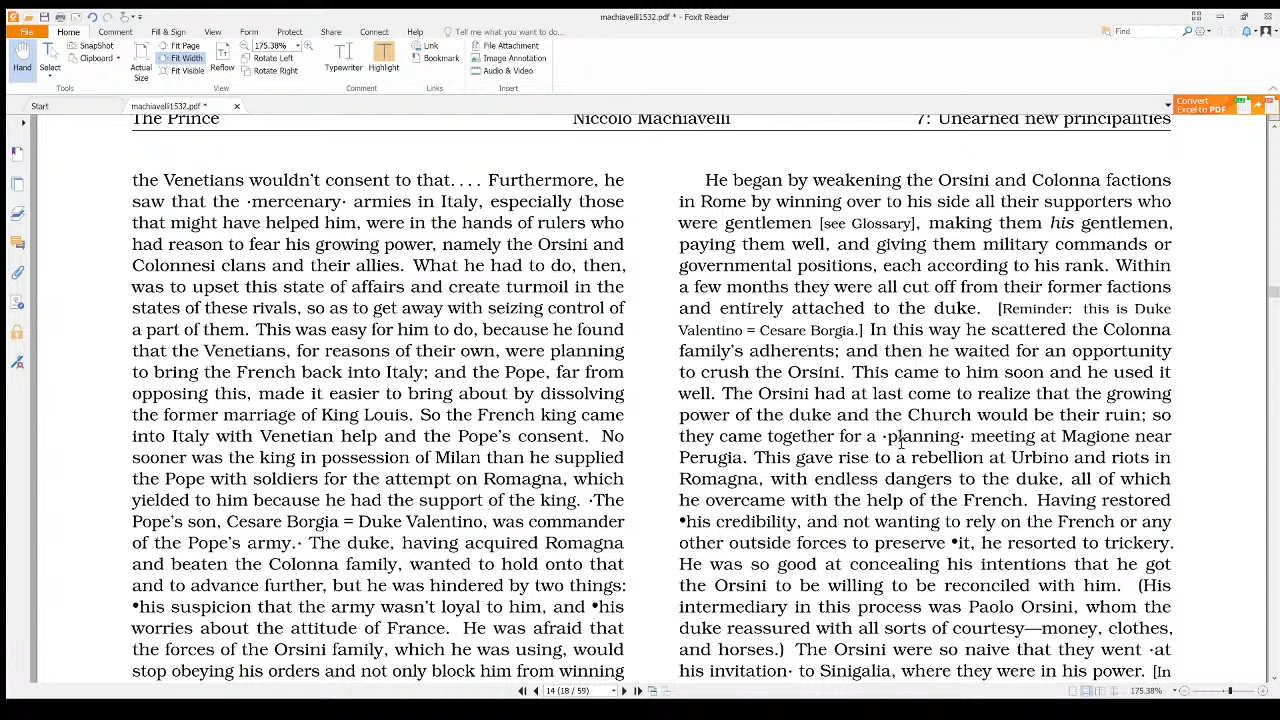 machiavelli1532.pdf * - Foxit Reader
File Home Comment View Form Protect Share Connect Help Tell me what you want to do...
Fill & Sign
Find
Hand
Select
SnapShot
Clipboard
Actual Size
Fit Page
Fit Width
Fit Visible
Reflow
175.38%
Rotate Left
Rotate Right
Typewriter
Highlight
Link
Bookmark
File Attachment
Image Annotation
Audio & Video
Tools
View
Comment
Links
Insert
Start
machiavelli1532.pdf *
Convert
Excel to PDF
The Prince Niccolo Machiavelli 7: Unearned new principalities
the Venetians wouldn't consent to that. . . . Furthermore, he
saw that the ·mercenary· armies in Italy, especially those
that might have helped him, were in the hands of rulers who
had reason to fear his growing power, namely the Orsini and
Colonnesi clans and their allies. What he had to do, then,
was to upset this state of affairs and create turmoil in the
states of these rivals, so as to get away with seizing control of
a part of them. This was easy for him to do, because he found
that the Venetians, for reasons of their own, were planning
to bring the French back into Italy; and the Pope, far from
opposing this, made it easier to bring about by dissolving
the former marriage of King Louis. So the French king came
into Italy with Venetian help and the Pope's consent. No
sooner was the king in possession of Milan than he supplied
the Pope with soldiers for the attempt on Romagna, which
yielded to him because he had the support of the king. ·The
Pope's son, Cesare Borgia = Duke Valentino, was commander
of the Pope's army.· The duke, having acquired Romagna
and beaten the Colonna family, wanted to hold onto that
and to advance further, but he was hindered by two things:
•his suspicion that the army wasn't loyal to him, and •his
worries about the attitude of France. He was afraid that
the forces of the Orsini family, which he was using, would
stop obeying his orders and not only block him from winning
He began by weakening the Orsini and Colonna factions
in Rome by winning over to his side all their supporters who
were gentlemen [see Glossary], making them his gentlemen,
paying them well, and giving them military commands or
governmental positions, each according to his rank. Within
a few months they were all cut off from their former factions
and entirely attached to the duke. [Reminder: this is Duke
Valentino = Cesare Borgia.] In this way he scattered the Colonna
family's adherents; and then he waited for an opportunity
to crush the Orsini. This came to him soon and he used it
well. The Orsini had at last come to realize that the growing
power of the duke and the Church would be their ruin; so
they came together for a ·planning· meeting at Magione near
Perugia. This gave rise to a rebellion at Urbino and riots in
Romagna, with endless dangers to the duke, all of which
he overcame with the help of the French. Having restored
•his credibility, and not wanting to rely on the French or any
other outside forces to preserve •it, he resorted to trickery.
He was so good at concealing his intentions that he got
the Orsini to be willing to be reconciled with him. (His
intermediary in this process was Paolo Orsini, whom the
duke reassured with all sorts of courtesy—money, clothes,
and horses.) The Orsini were so naive that they went ·at
his invitation· to Sinigalia, where they were in his power. [In
14 (18 / 59)
175.38%